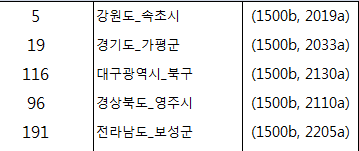 5 강원도_속초시 (1500b, 2019a)
19 경기도_가평군 (1500b, 2033a)
116 대구광역시_북구 (1500b, 2130a)
96 경상북도_영주시 (1500b, 2110a)
191 전라남도_보성군 (1500b, 2205a)